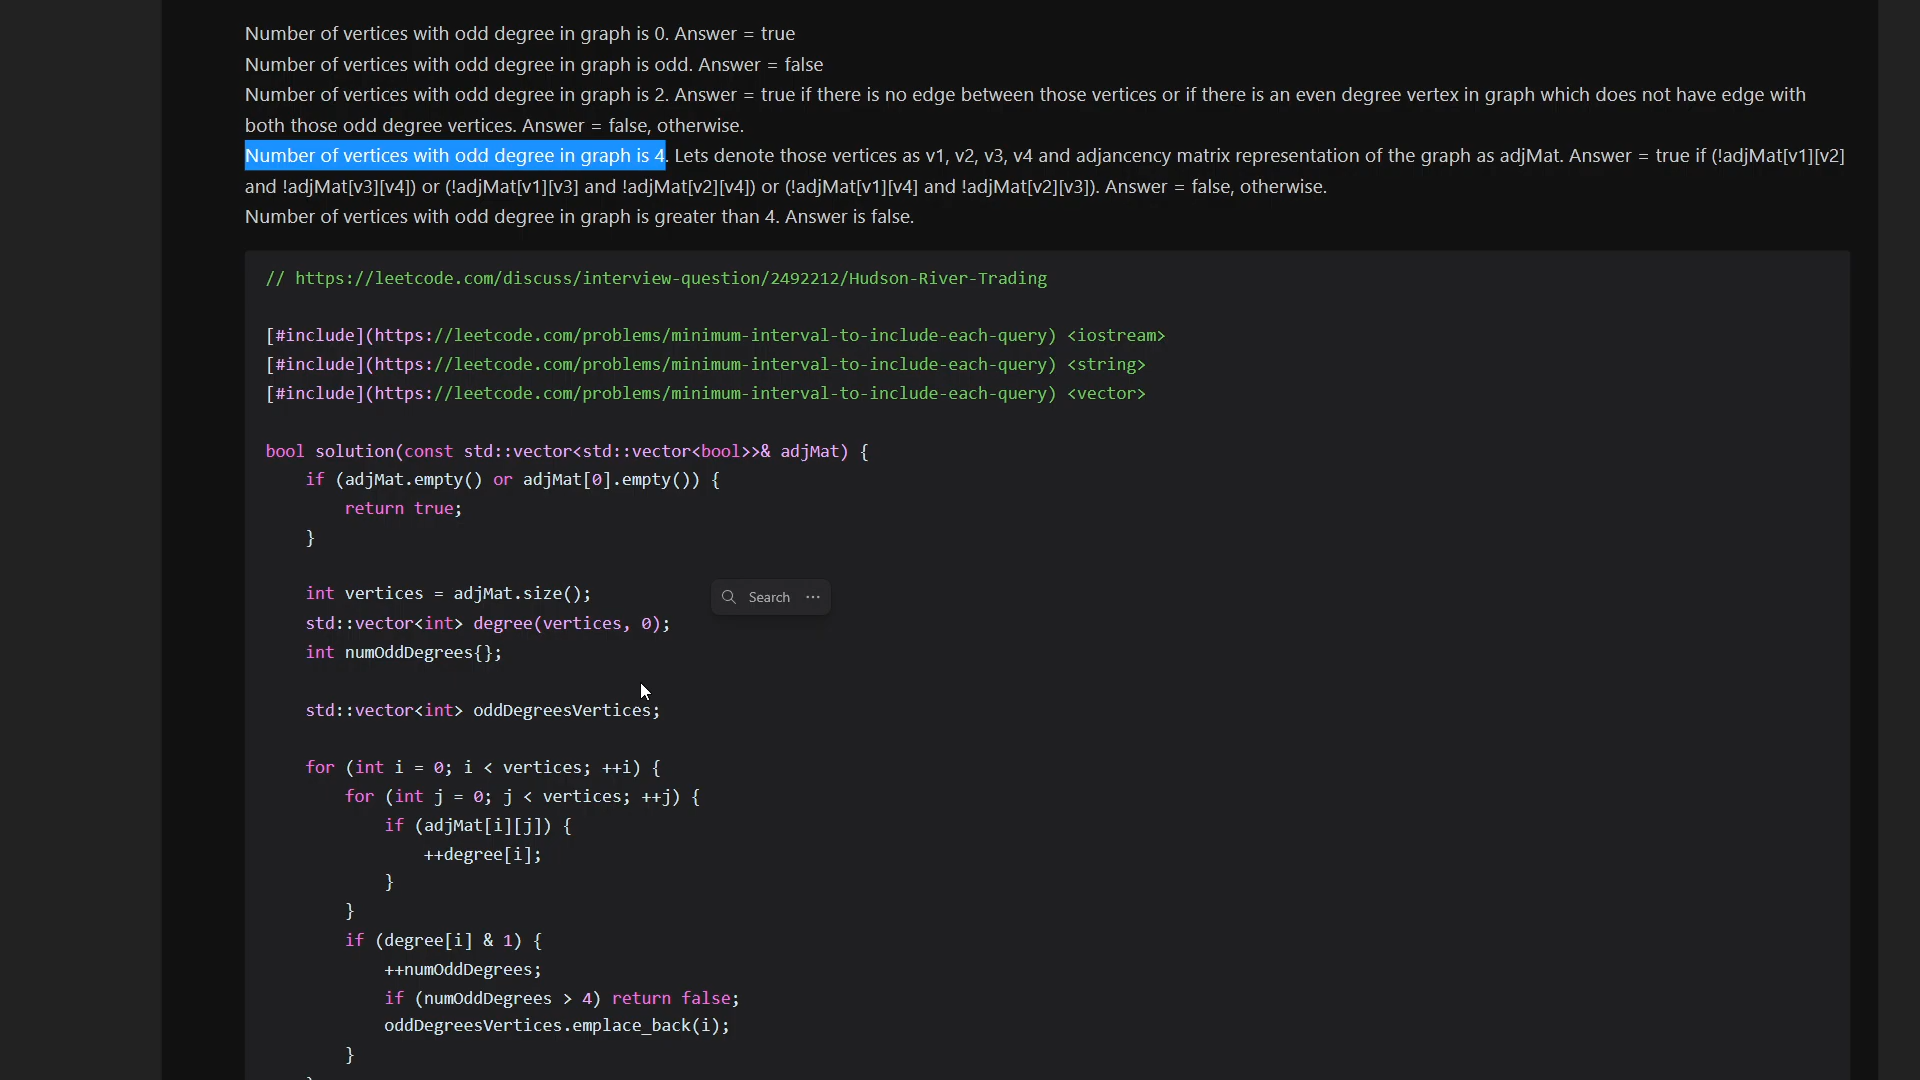 Number of vertices with odd degree in graph is 0. Answer = true
Number of vertices with odd degree in graph is odd. Answer = false
Number of vertices with odd degree in graph is 2. Answer = true if there is no edge between those vertices or if there is an even degree vertex in graph which does not have edge with
both those odd degree vertices. Answer = false, otherwise.
Number of vertices with odd degree in graph is 4. Lets denote those vertices as v1, v2, v3, v4 and adjancency matrix representation of the graph as adjMat. Answer = true if (!adjMat[v1][v2]
and !adjMat[v3][v4]) or (!adjMat[v1][v3] and !adjMat[v2][v4]) or (!adjMat[v1][v4] and !adjMat[v2][v3]). Answer = false, otherwise.
Number of vertices with odd degree in graph is greater than 4. Answer is false.
// https://leetcode.com/discuss/interview-question/2492212/Hudson-River-Trading
[#include](https://leetcode.com/problems/minimum-interval-to-include-each-query) <iostream>
[#include](https://leetcode.com/problems/minimum-interval-to-include-each-query) <string>
[#include](https://leetcode.com/problems/minimum-interval-to-include-each-query) <vector>
bool solution(const std::vector<std::vector<bool>>& adjMat) {
if (adjMat.empty() or adjMat[0].empty()) {
return true;
}
int vertices = adjMat.size();
Search ···
std::vector<int> degree(vertices, 0);
int numOddDegrees{};
std::vector<int> oddDegreesVertices;
for (int i = 0; i < vertices; ++i) {
for (int j = 0; j < vertices; ++j) {
if (adjMat[i][j]) {
++degree[i];
}
}
if (degree[i] & 1) {
++numOddDegrees;
if (numOddDegrees > 4) return false;
oddDegreesVertices.emplace_back(i);
}